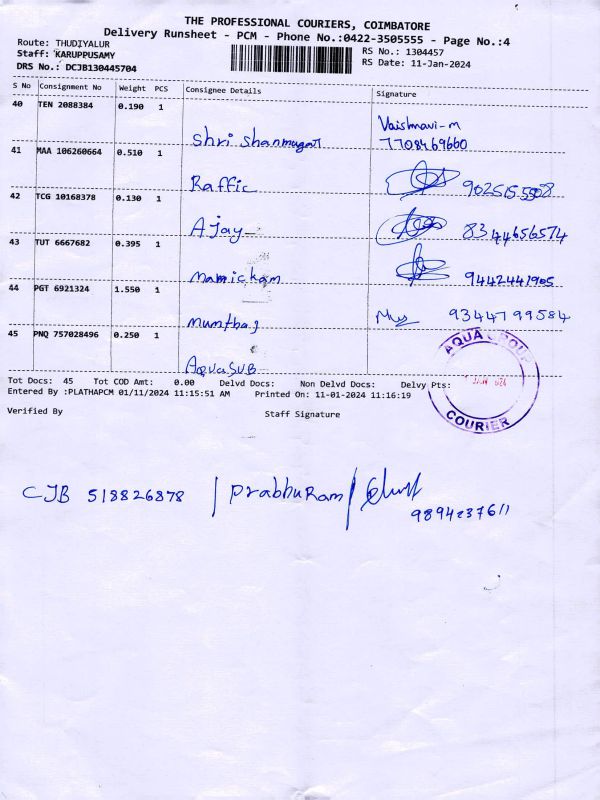 THE PROFESSIONAL COURIERS, COIMBATORE
Delivery Runsheet - PCM - Phone No.:0422-3505555 - Page No.:4
Route: THUDIYALUR
Staff: KARUPPUSAMY
DRS No.: DCJB130445704
RS No.: 1304457
RS Date: 11-Jan-2024
S No Consignment No Weight PCS Consignee Details Signature
40 TEN 2088384 0.190 1
Shri Shanmuga Vaishnavi-m
7708469660
41 MAA 106260664 0.510 1
Raffic
42 TCG 10168378 0.130 1
Ajay 8344656574
43 TUT 6667682 0.395 1
Manickam 9442441905
44 PGT 6921324 1.550 1
Mumthaj 9344799584
45 PNQ 757028496 0.250 1
AquaSUB
AQUA GROUP
COURIER
Tot Docs: 45 Tot COD Amt: 0.00 Delvd Docs: Non Delvd Docs: Delvy Pts:
Entered By :PLATHAPCM 01/11/2024 11:15:51 AM Printed On: 11-01-2024 11:16:19
Verified By Staff Signature
CJB 518826878 / Prabhuram /
9894237611